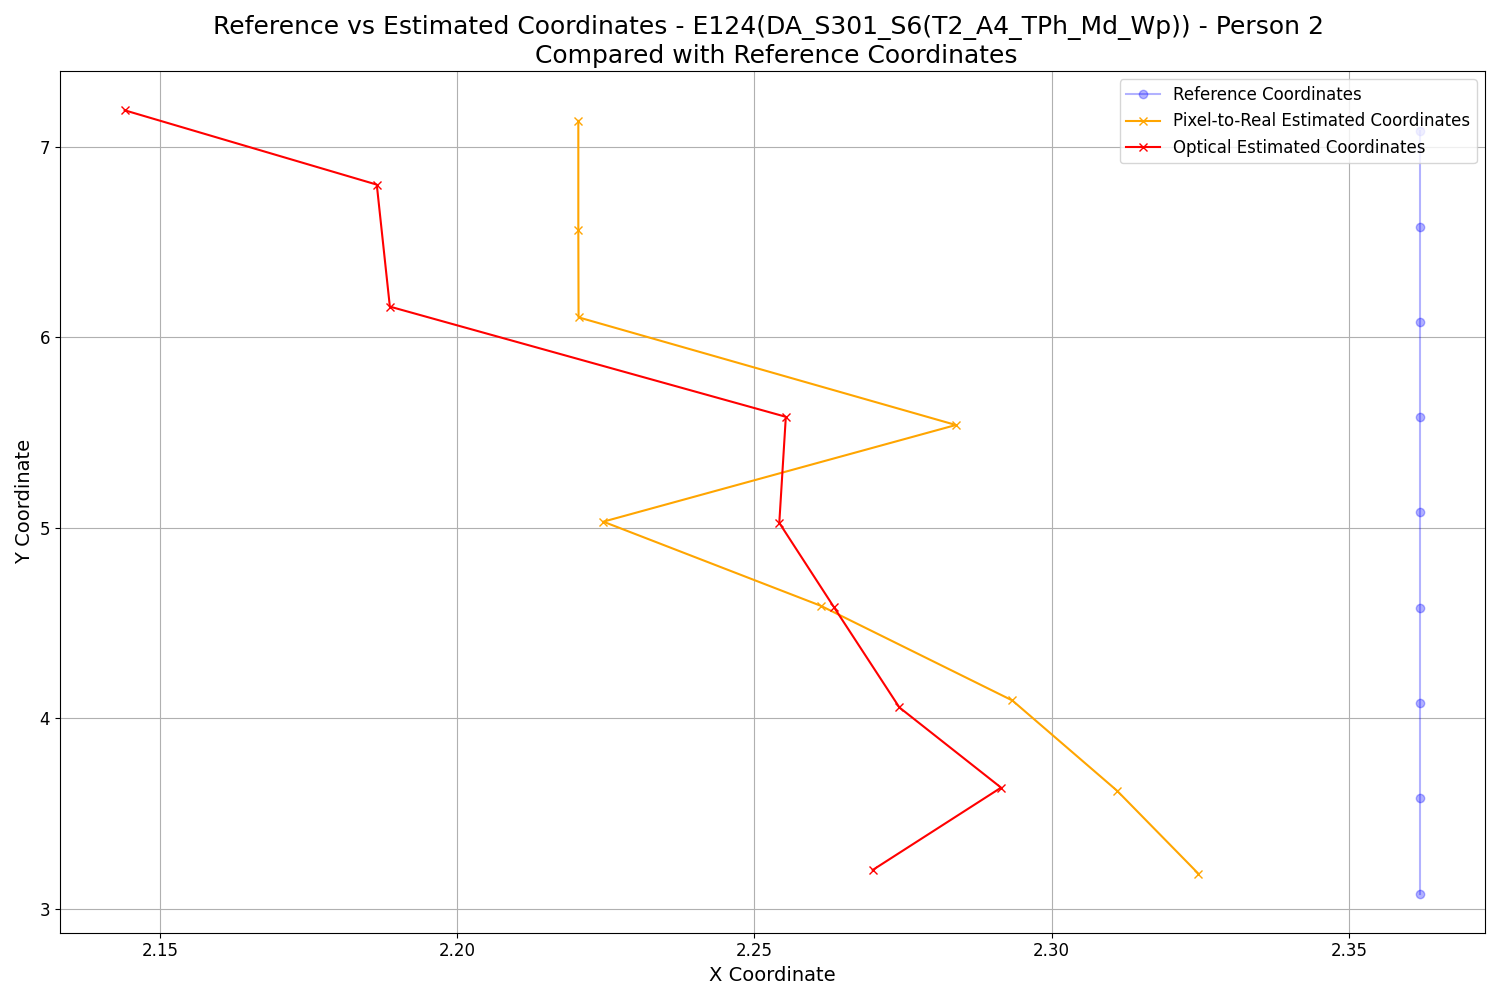 Reference vs Estimated Coordinates - E124(DA_S301_S6(T2_A4_TPh_Md_Wp)) - Person 2
Compared with Reference Coordinates
Reference Coordinates
Pixel-to-Real Estimated Coordinates
Optical Estimated Coordinates
7
6
5
4
3
Y Coordinate
2.15
2.20
2.25
2.30
2.35
X Coordinate